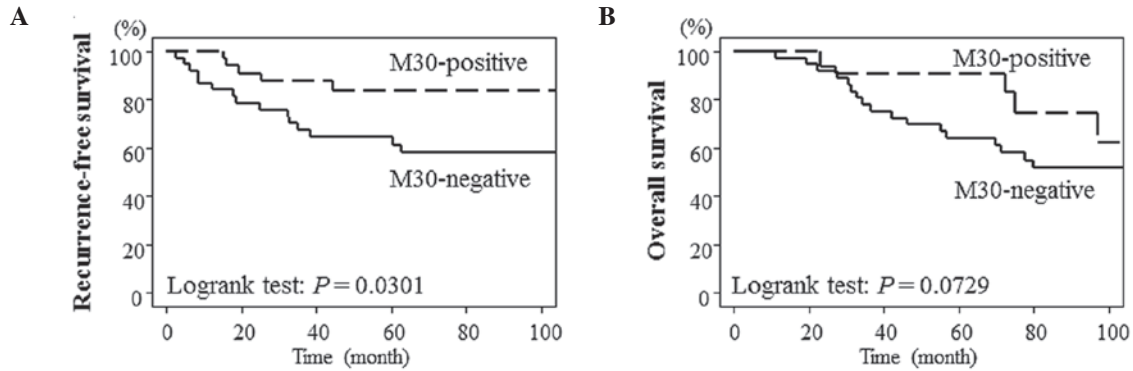 A
(%)
100
80
60
40
20
0
Recurrence-free survival
M30-positive
M30-negative
Logrank test: P = 0.0301
0 20 40 60 80 100
Time (month)
B
(%)
100
80
60
40
20
0
Overall survival
M30-positive
M30-negative
Logrank test: P = 0.0729
0 20 40 60 80 100
Time (month)